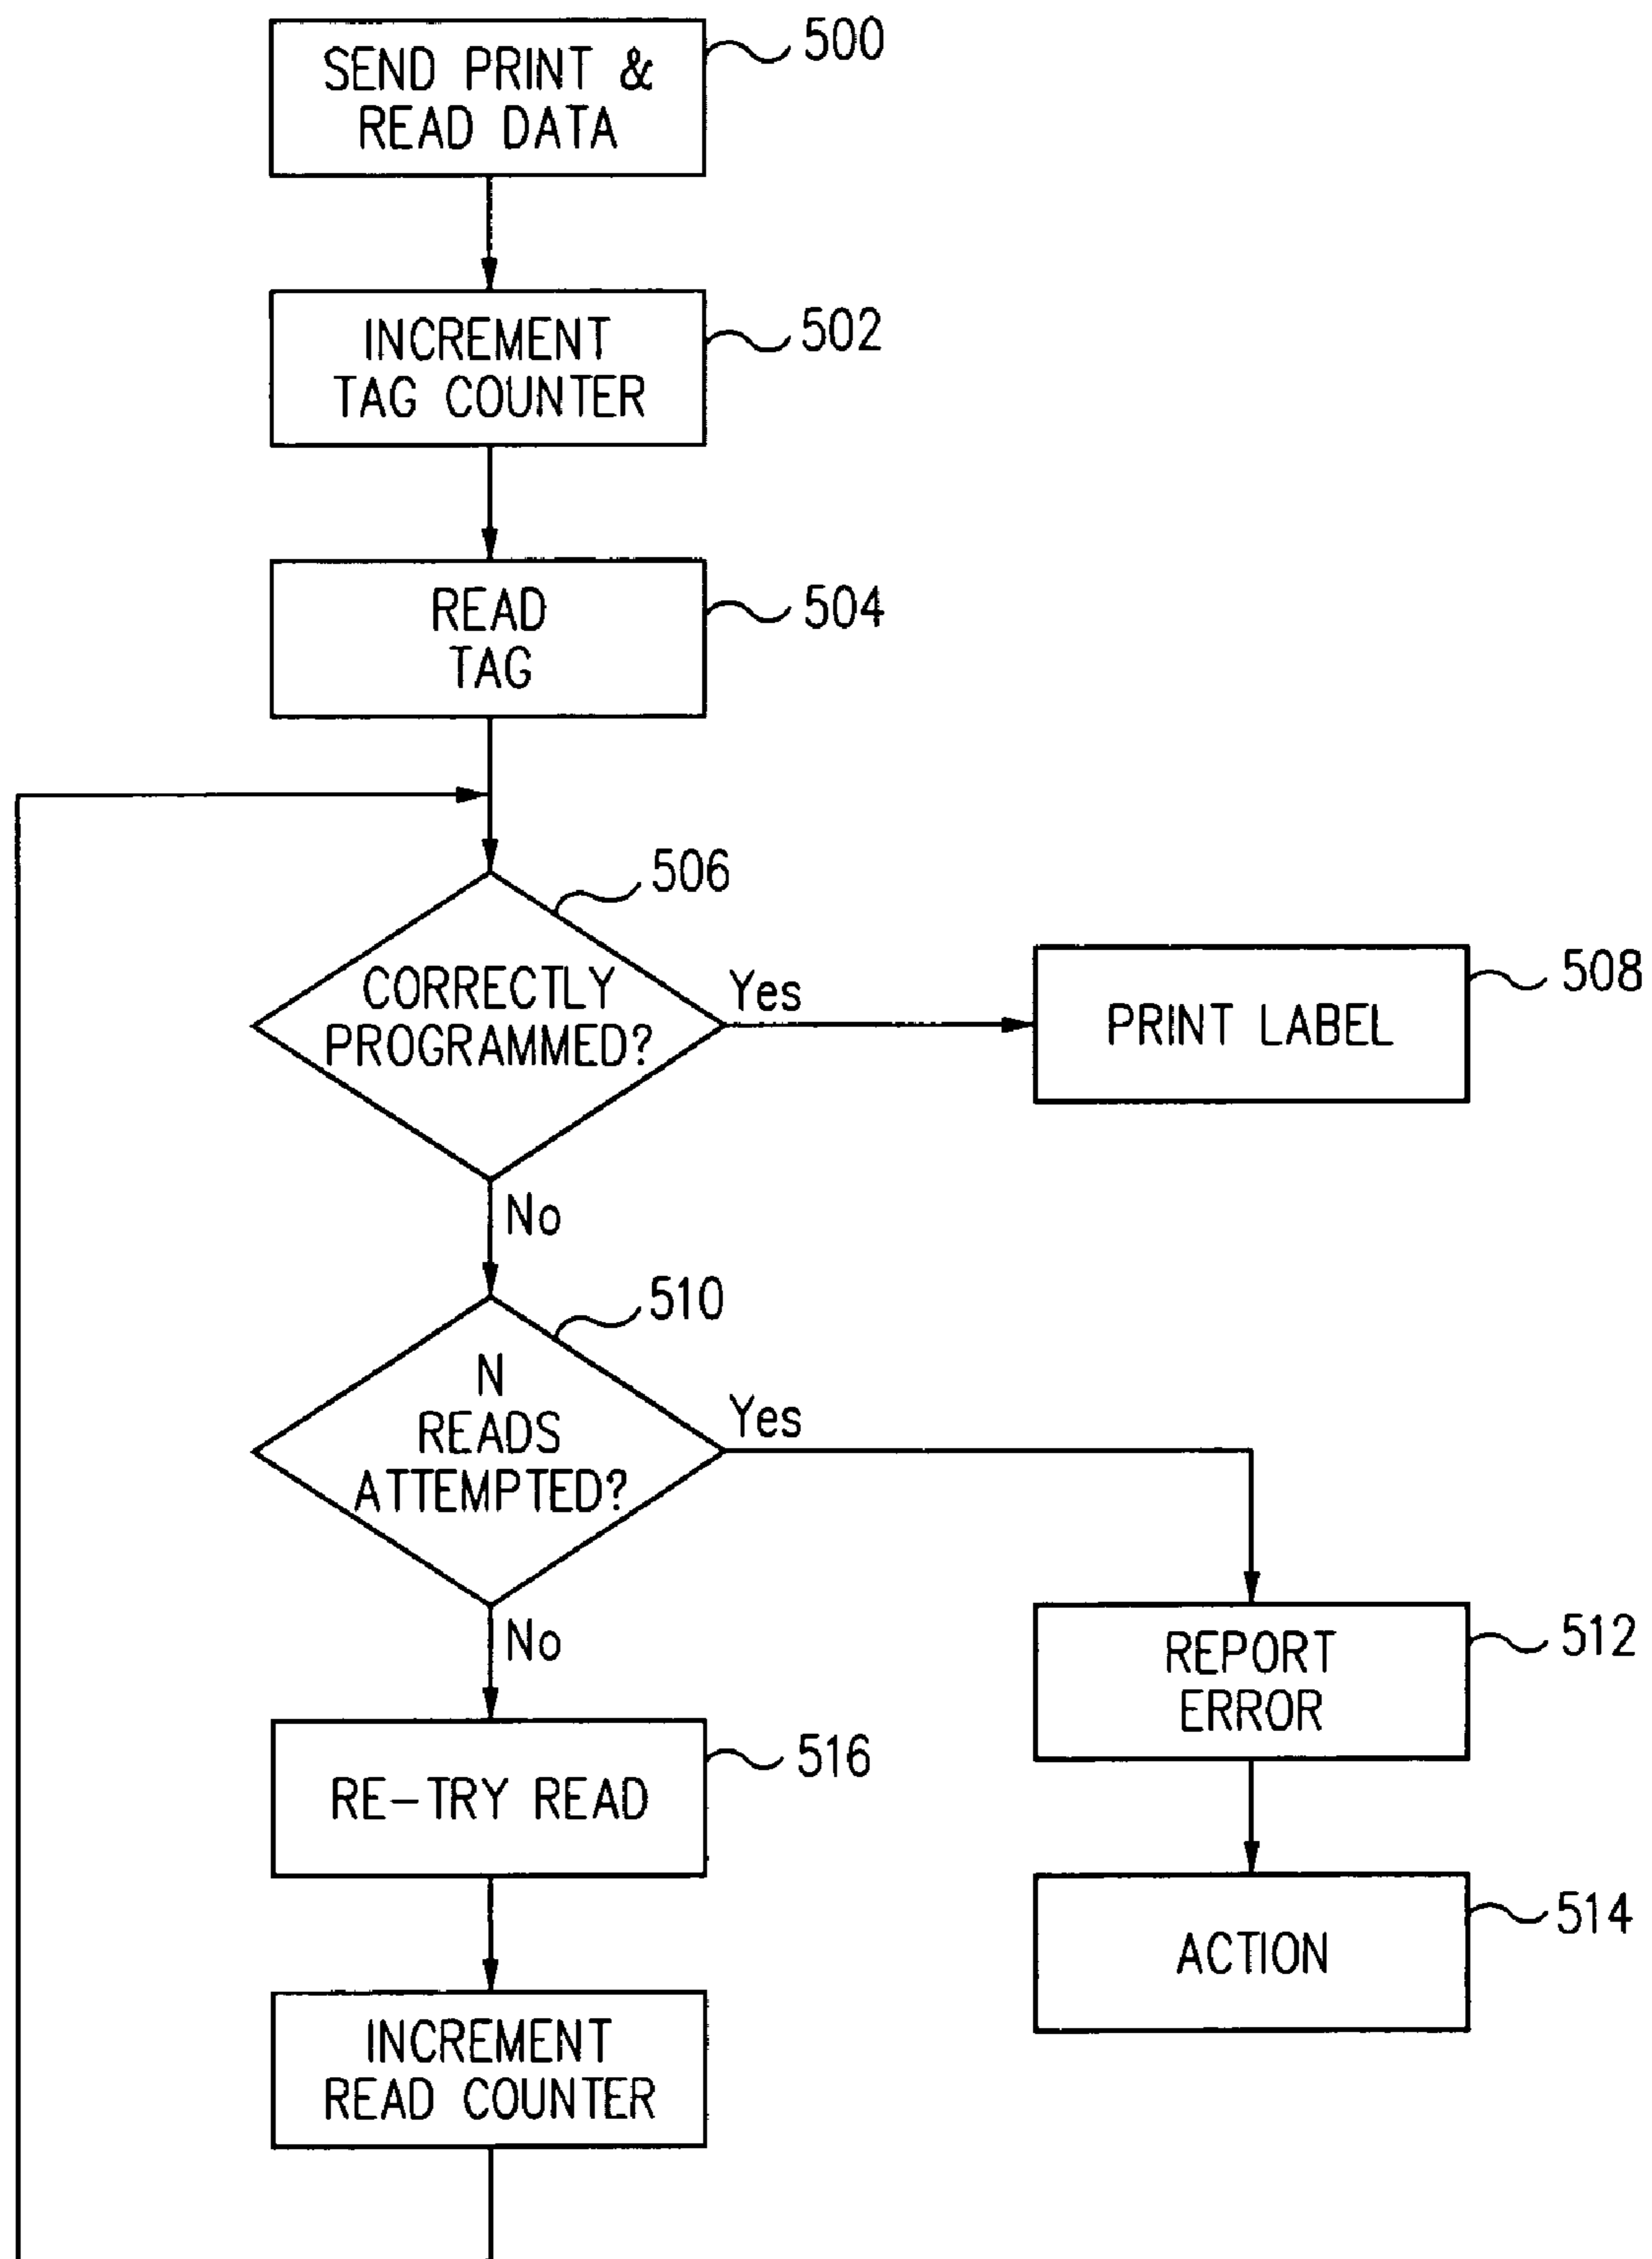 SEND PRINT &
READ DATA
500
INCREMENT
TAG COUNTER
502
READ
TAG
504
506
CORRECTLY
PROGRAMMED?
Yes
PRINT LABEL
508
No
510
N
READS
ATTEMPTED?
Yes
No
REPORT
ERROR
512
RE-TRY READ
516
ACTION
514
INCREMENT
READ COUNTER